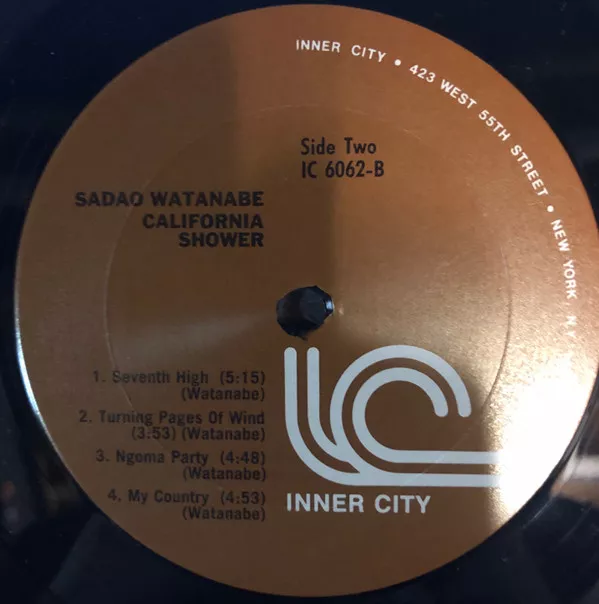 INNER CITY • 423 WEST 55TH STREET • NEW YORK, N.
Side Two
IC 6062-B
SADAO WATANABE
CALIFORNIA
SHOWER
1. Seventh High (5:15)
(Watanabe)
2. Turning Pages Of Wind
(3:53) (Watanabe)
3. Ngoma Party (4:48)
(Watanabe)
4. My Country (4:53)
(Watanabe)
INNER CITY